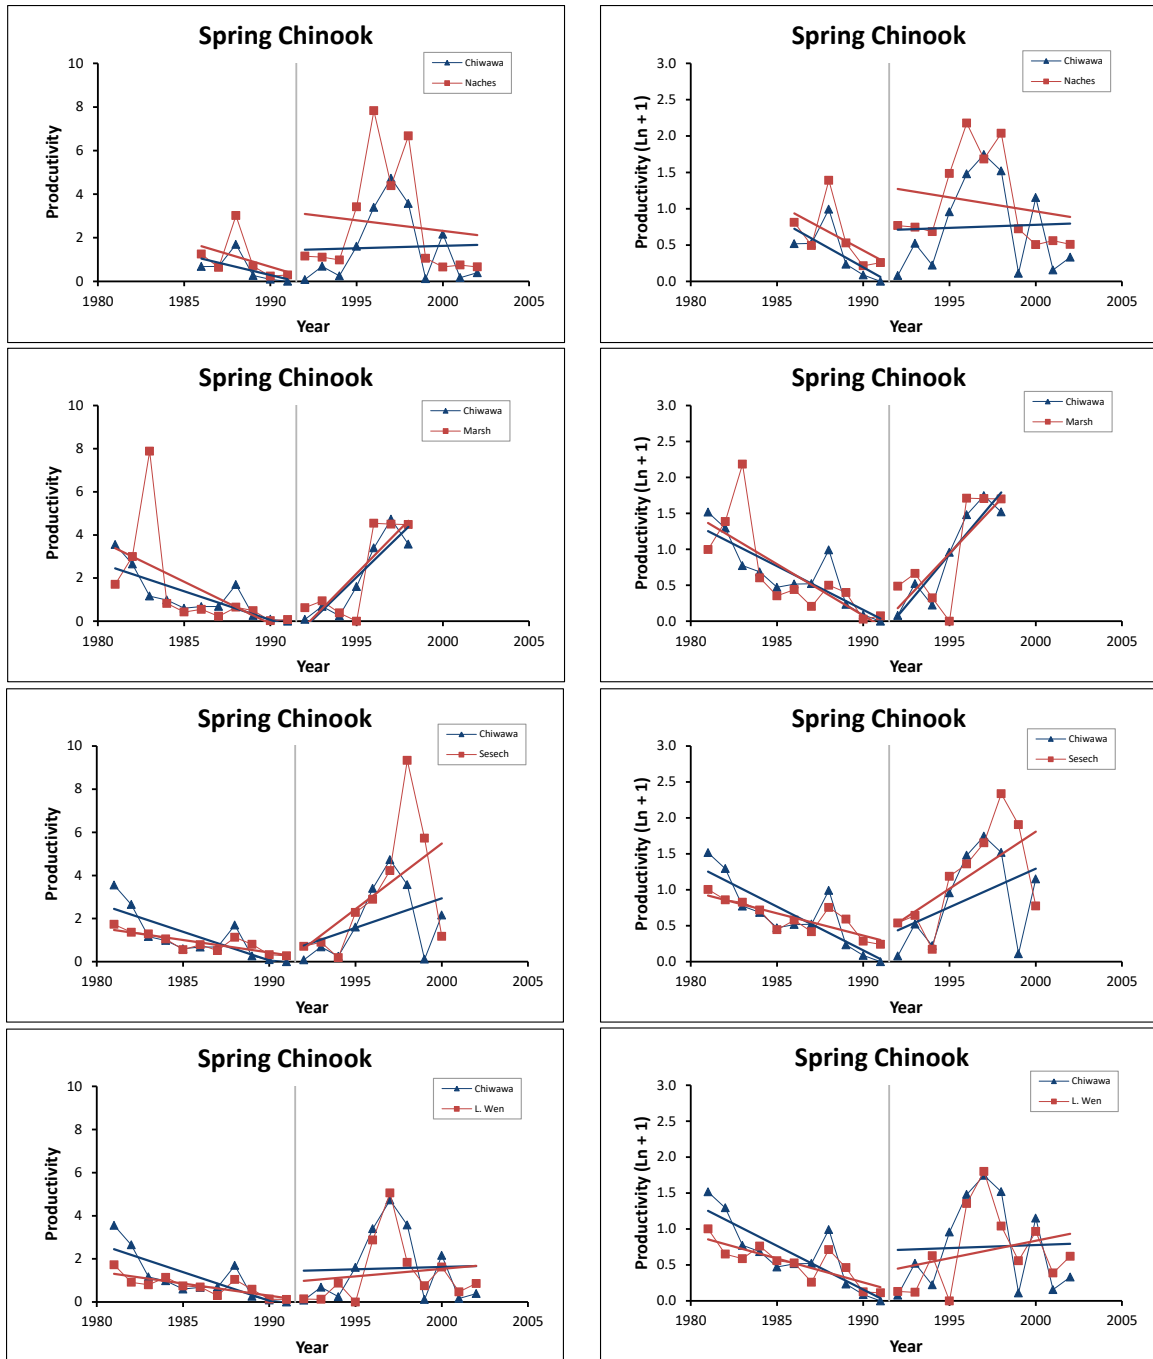 Spring Chinook
Chiwawa
Naches
Prodcutivity
10
8
6
4
2
0
1980 1985 1990 1995 2000 2005
Year
Spring Chinook
Chiwawa
Naches
Productivity (Ln + 1)
3.0
2.5
2.0
1.5
1.0
0.5
0.0
1980 1985 1990 1995 2000 2005
Year
Spring Chinook
Chiwawa
Marsh
Productivity
10
8
6
4
2
0
1980 1985 1990 1995 2000 2005
Year
Spring Chinook
Chiwawa
Marsh
Productivity (Ln + 1)
3.0
2.5
2.0
1.5
1.0
0.5
0.0
1980 1985 1990 1995 2000 2005
Year
Spring Chinook
Chiwawa
Sesech
Productivity
10
8
6
4
2
0
1980 1985 1990 1995 2000 2005
Year
Spring Chinook
Chiwawa
Sesech
Productivity (Ln + 1)
3.0
2.5
2.0
1.5
1.0
0.5
0.0
1980 1985 1990 1995 2000 2005
Year
Spring Chinook
Chiwawa
L. Wen
Productivity
10
8
6
4
2
0
1980 1985 1990 1995 2000 2005
Year
Spring Chinook
Chiwawa
L. Wen
Productivity (Ln + 1)
3.0
2.5
2.0
1.5
1.0
0.5
0.0
1980 1985 1990 1995 2000 2005
Year